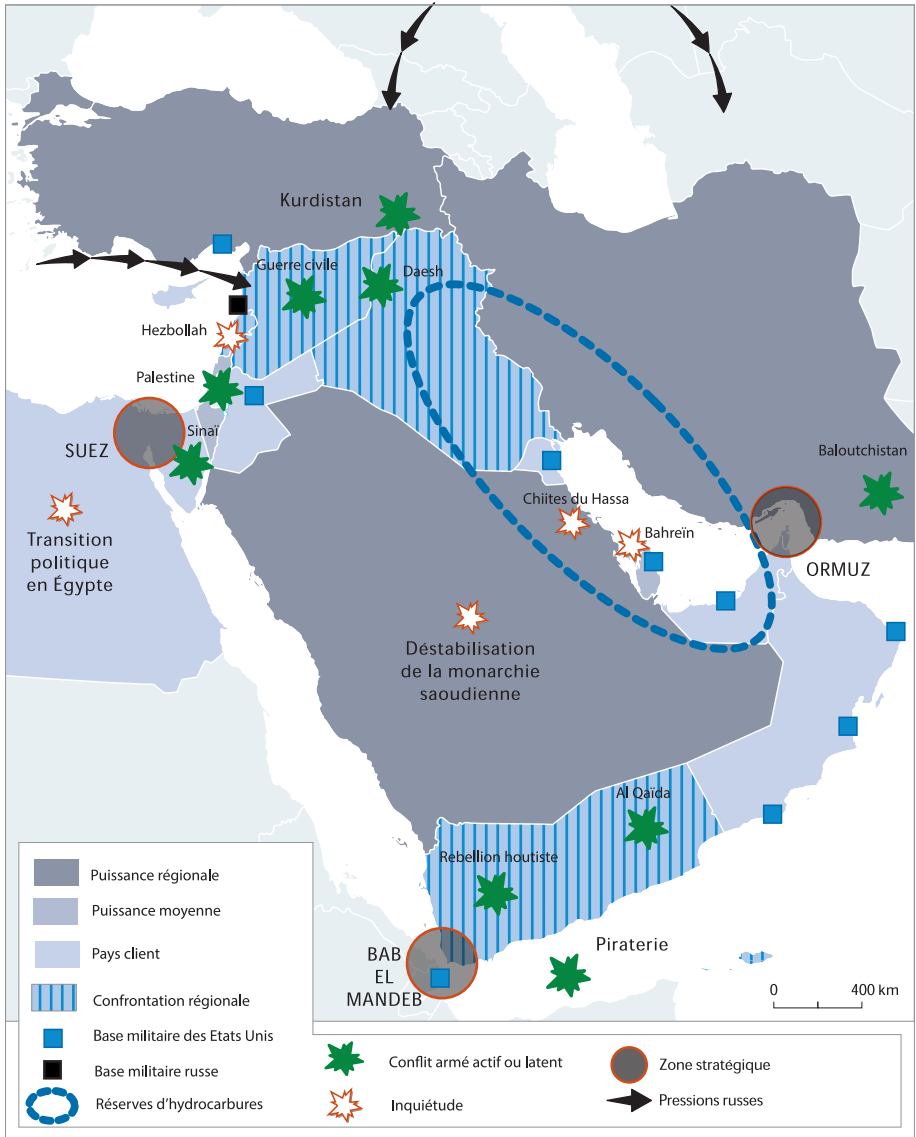 Kurdistan
Guerre civile
Daesh
Hezbollah
Palestine
Sinaï
SUEZ
Baloutchistan
Transition
politique
en Égypte
Chiites du Hassa
Bahreïn
ORMUZ
Déstabilisation
de la monarchie
saoudienne
Al Qaïda
Rebellion houtiste
BAB
EL
MANDEB
Piraterie
0 400 km
Puissance régionale
Puissance moyenne
Pays client
Confrontation régionale
Base militaire des Etats Unis
Base militaire russe
Réserves d'hydrocarbures
Conflit armé actif ou latent
Inquiétude
Zone stratégique
Pressions russes